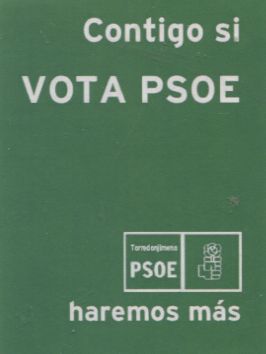 Contigo si
VOTA PSOE
Torredonjimeno
PSOE
haremos más